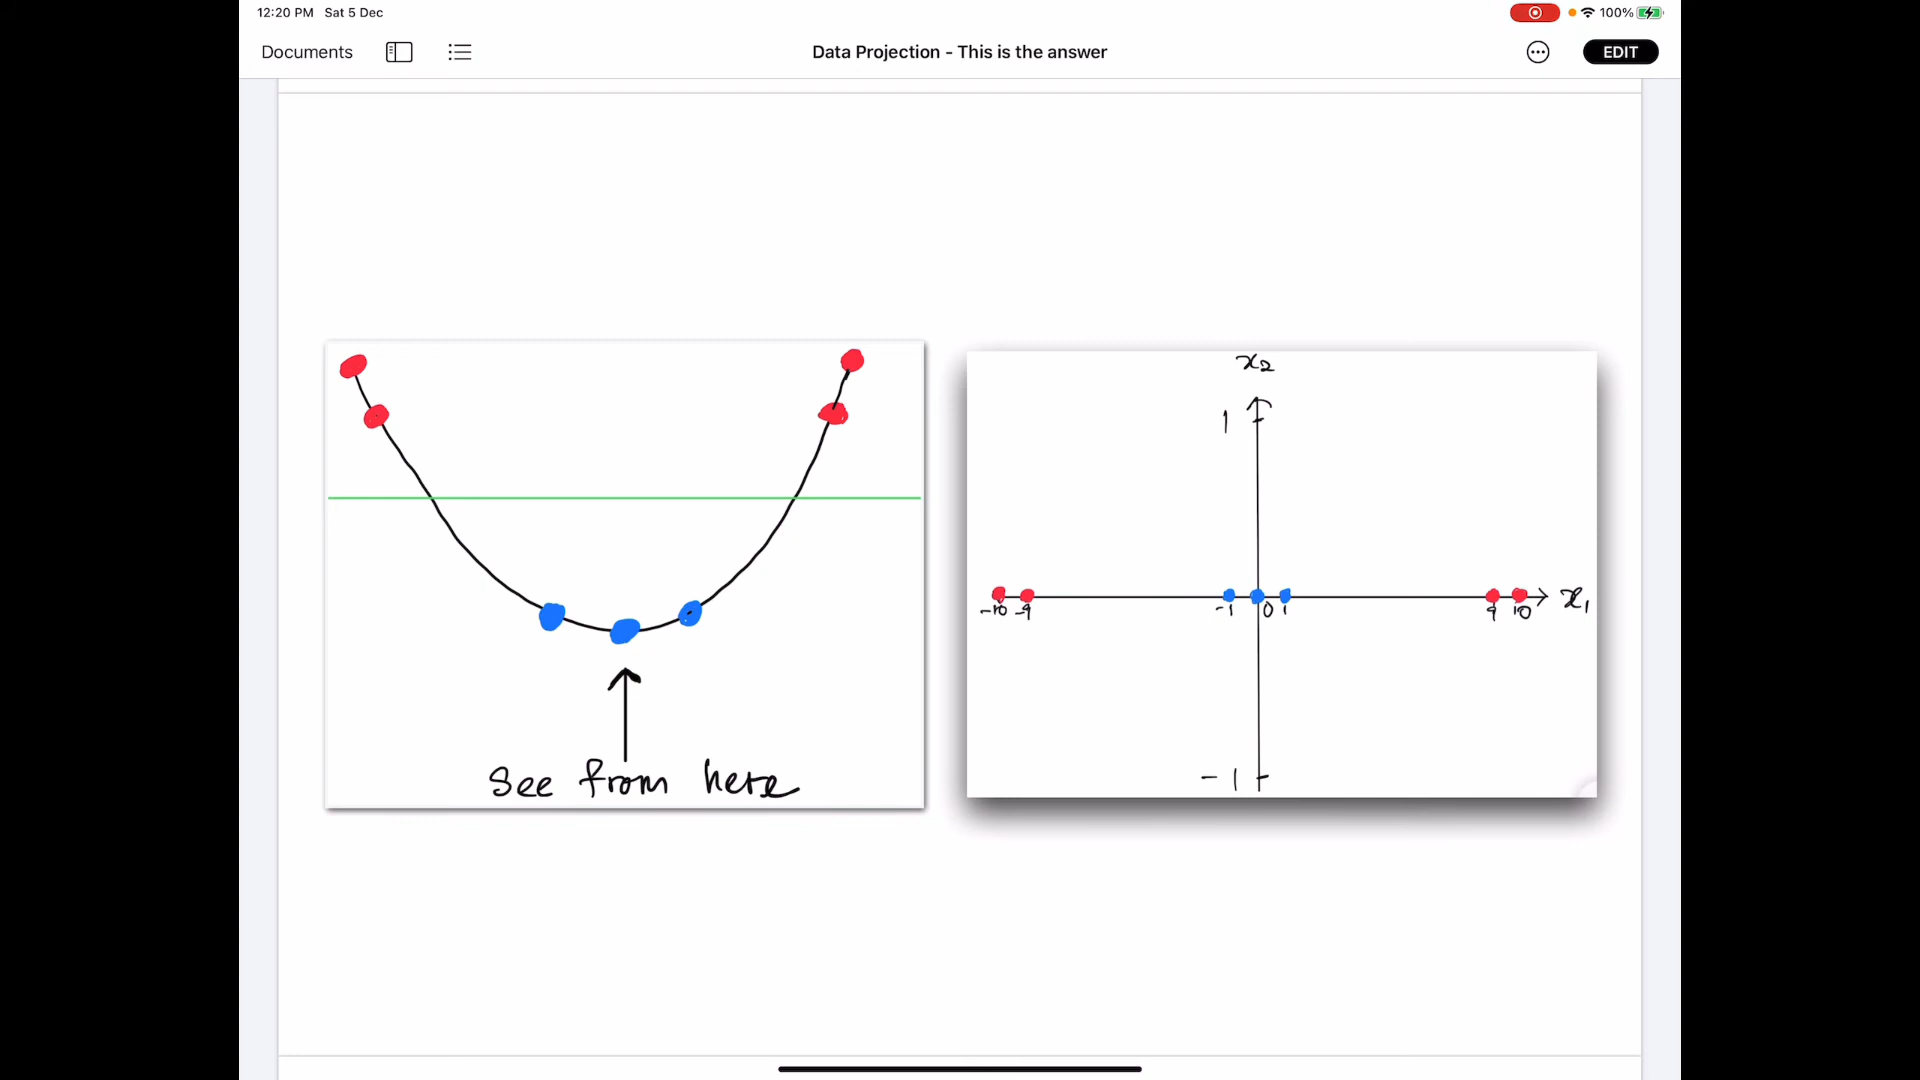 12:20 PM Sat 5 Dec
100%
Documents
Data Projection - This is the answer
EDIT
See from here
x₂
1
-10 -9 -1 0 1 9 10 x₁
-1